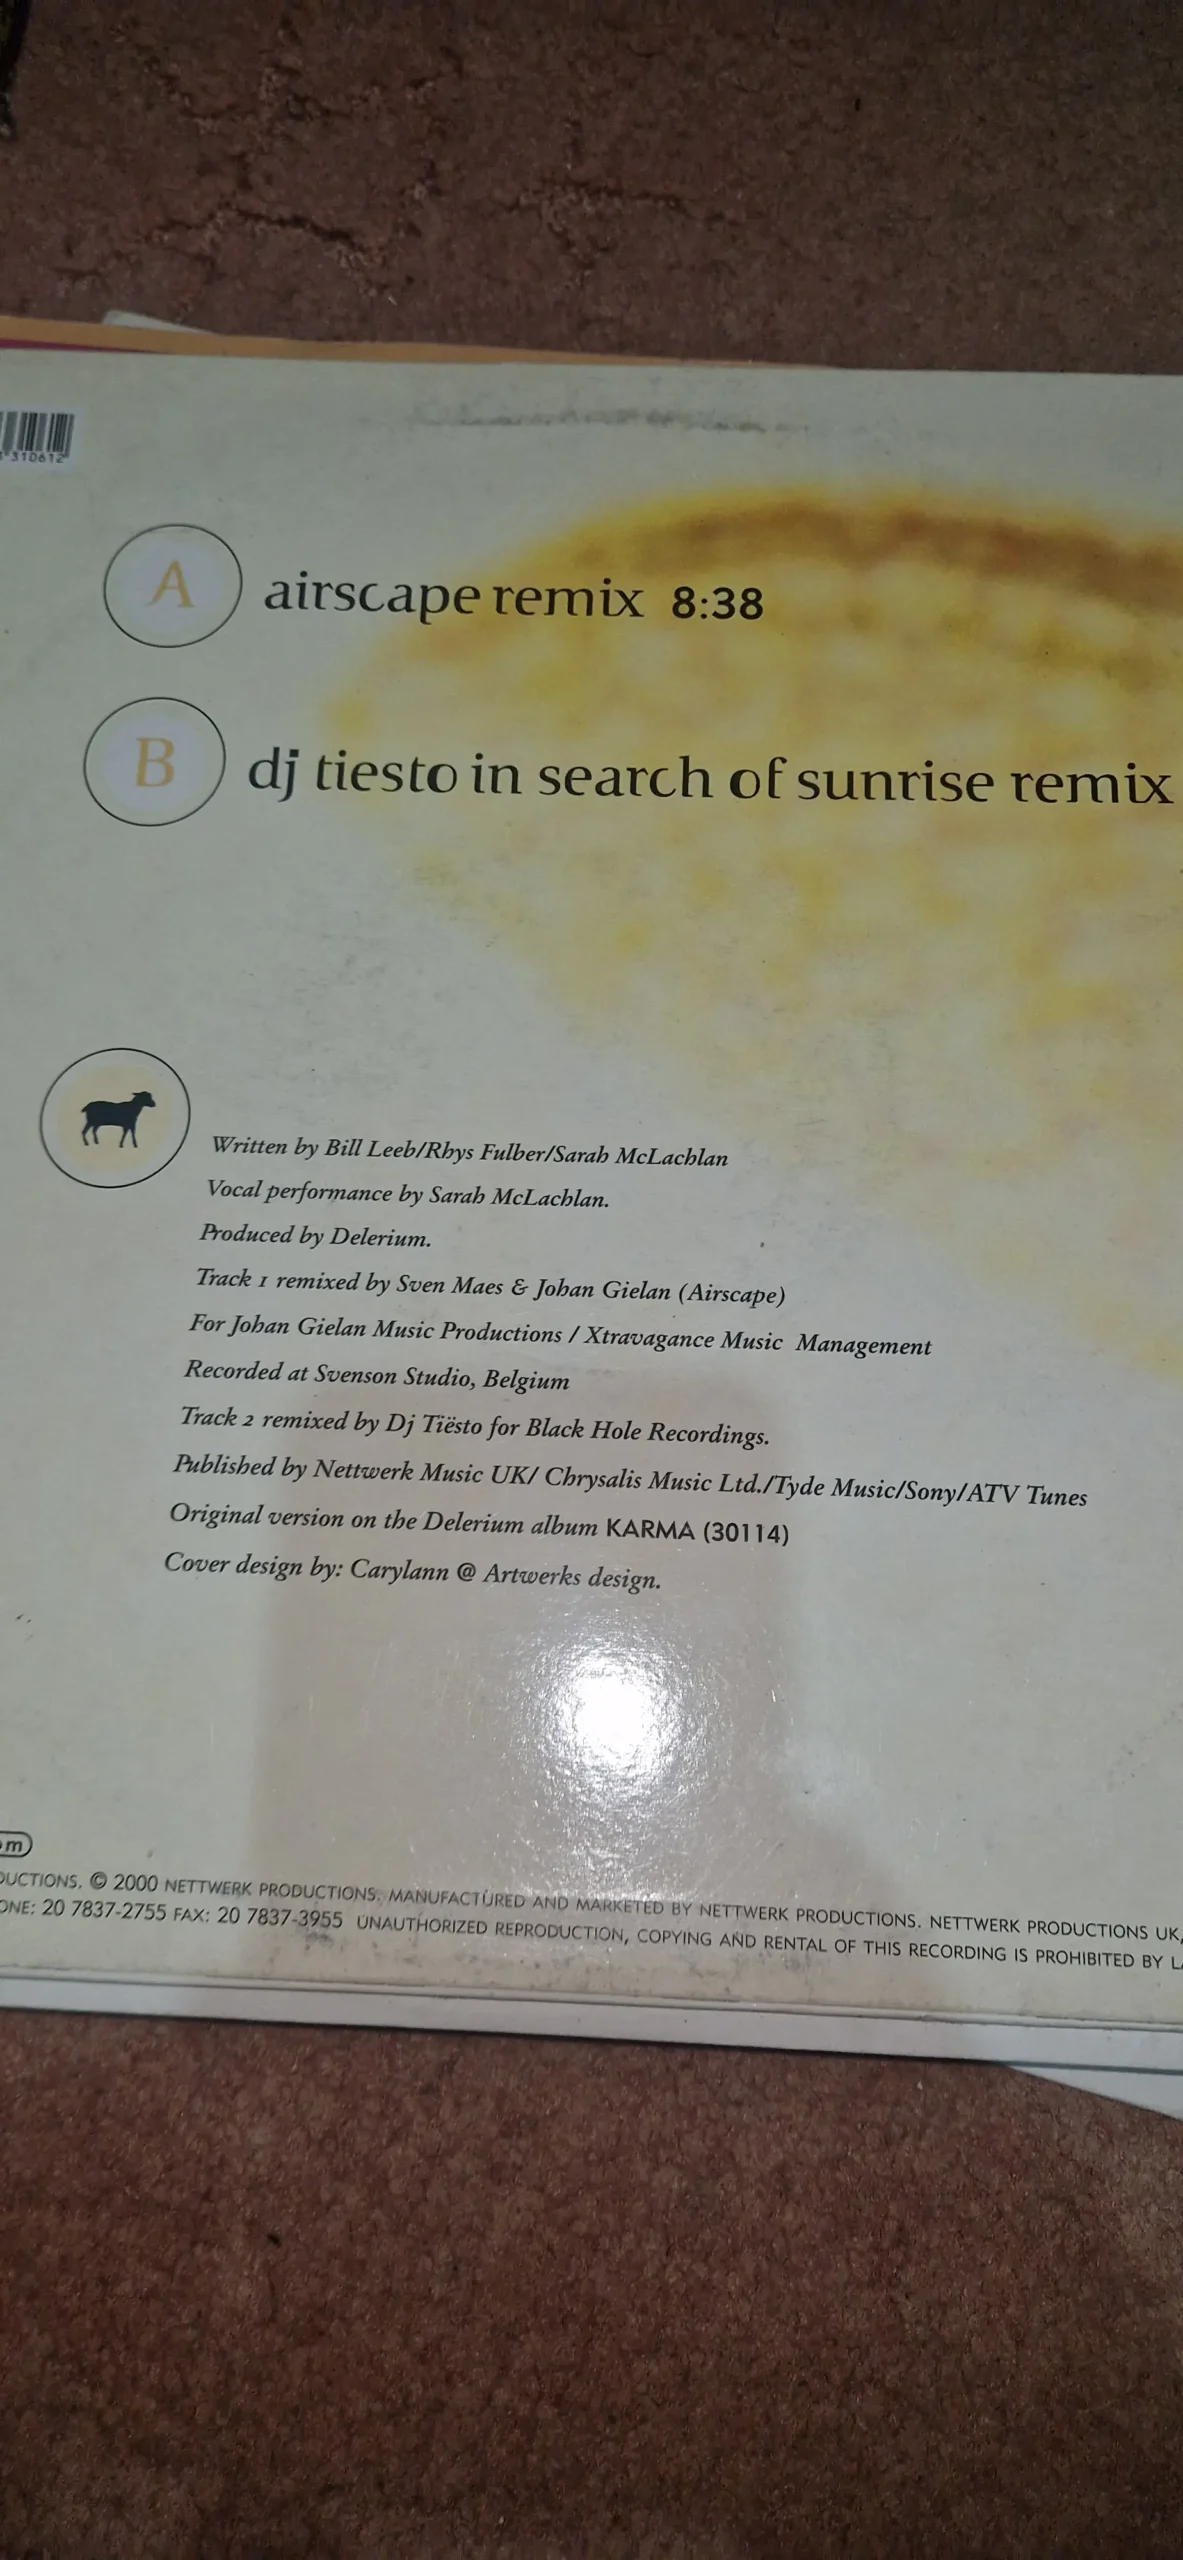 310612
A airscape remix 8:38
B dj tiesto in search of sunrise remix
Written by Bill Leeb/Rhys Fulber/Sarah McLachlan
Vocal performance by Sarah McLachlan.
Produced by Delerium.
Track 1 remixed by Sven Maes & Johan Gielan (Airscape)
For Johan Gielan Music Productions / Xtravagance Music Management
Recorded at Svenson Studio, Belgium
Track 2 remixed by Dj Tiësto for Black Hole Recordings.
Published by Nettwerk Music UK/ Chrysalis Music Ltd./Tyde Music/Sony/ATV Tunes
Original version on the Delerium album KARMA (30114)
Cover design by: Carylann @ Artwerks design.
om
DUCTIONS. © 2000 NETTWERK PRODUCTIONS. MANUFACTURED AND MARKETED BY NETTWERK PRODUCTIONS. NETTWERK PRODUCTIONS UK,
ONE: 20 7837-2755 FAX: 20 7837-3955 UNAUTHORIZED REPRODUCTION, COPYING AND RENTAL OF THIS RECORDING IS PROHIBITED BY